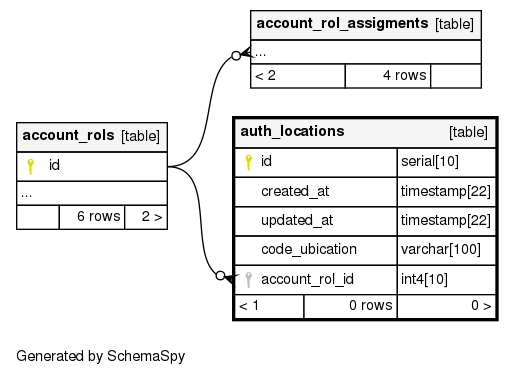 account_rol_assigments [table]
...
< 2 4 rows
account_rols [table]
id
...
6 rows 2 >
auth_locations [table]
id serial[10]
created_at timestamp[22]
updated_at timestamp[22]
code_ubication varchar[100]
account_rol_id int4[10]
< 1 0 rows 0 >
Generated by SchemaSpy